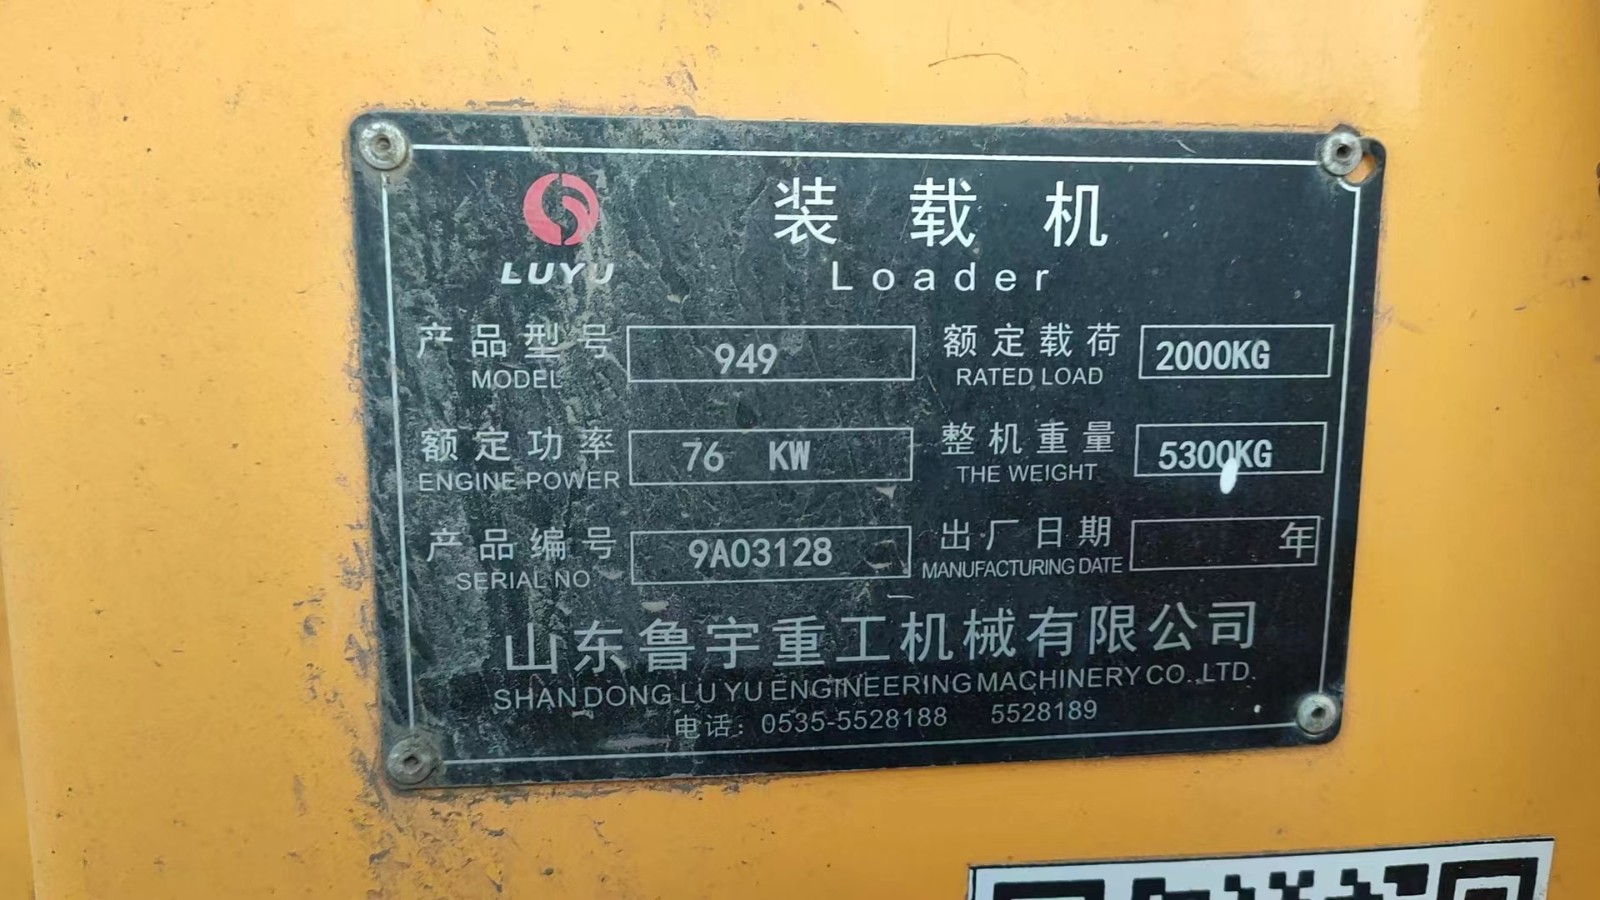 LUYU
装载机
Loader
产品型号 949 额定载荷 2000KG
MODEL RATED LOAD
额定功率 76 KW 整机重量 5300KG
ENGINE POWER THE WEIGHT
产品编号 9A03128 出厂日期 年
SERIAL NO MANUFACTURING DATE
山东鲁宇重工机械有限公司
SHANDONG LU YU ENGINEERING MACHINERY CO.,LTD.
电话：0535-5528188 5528189